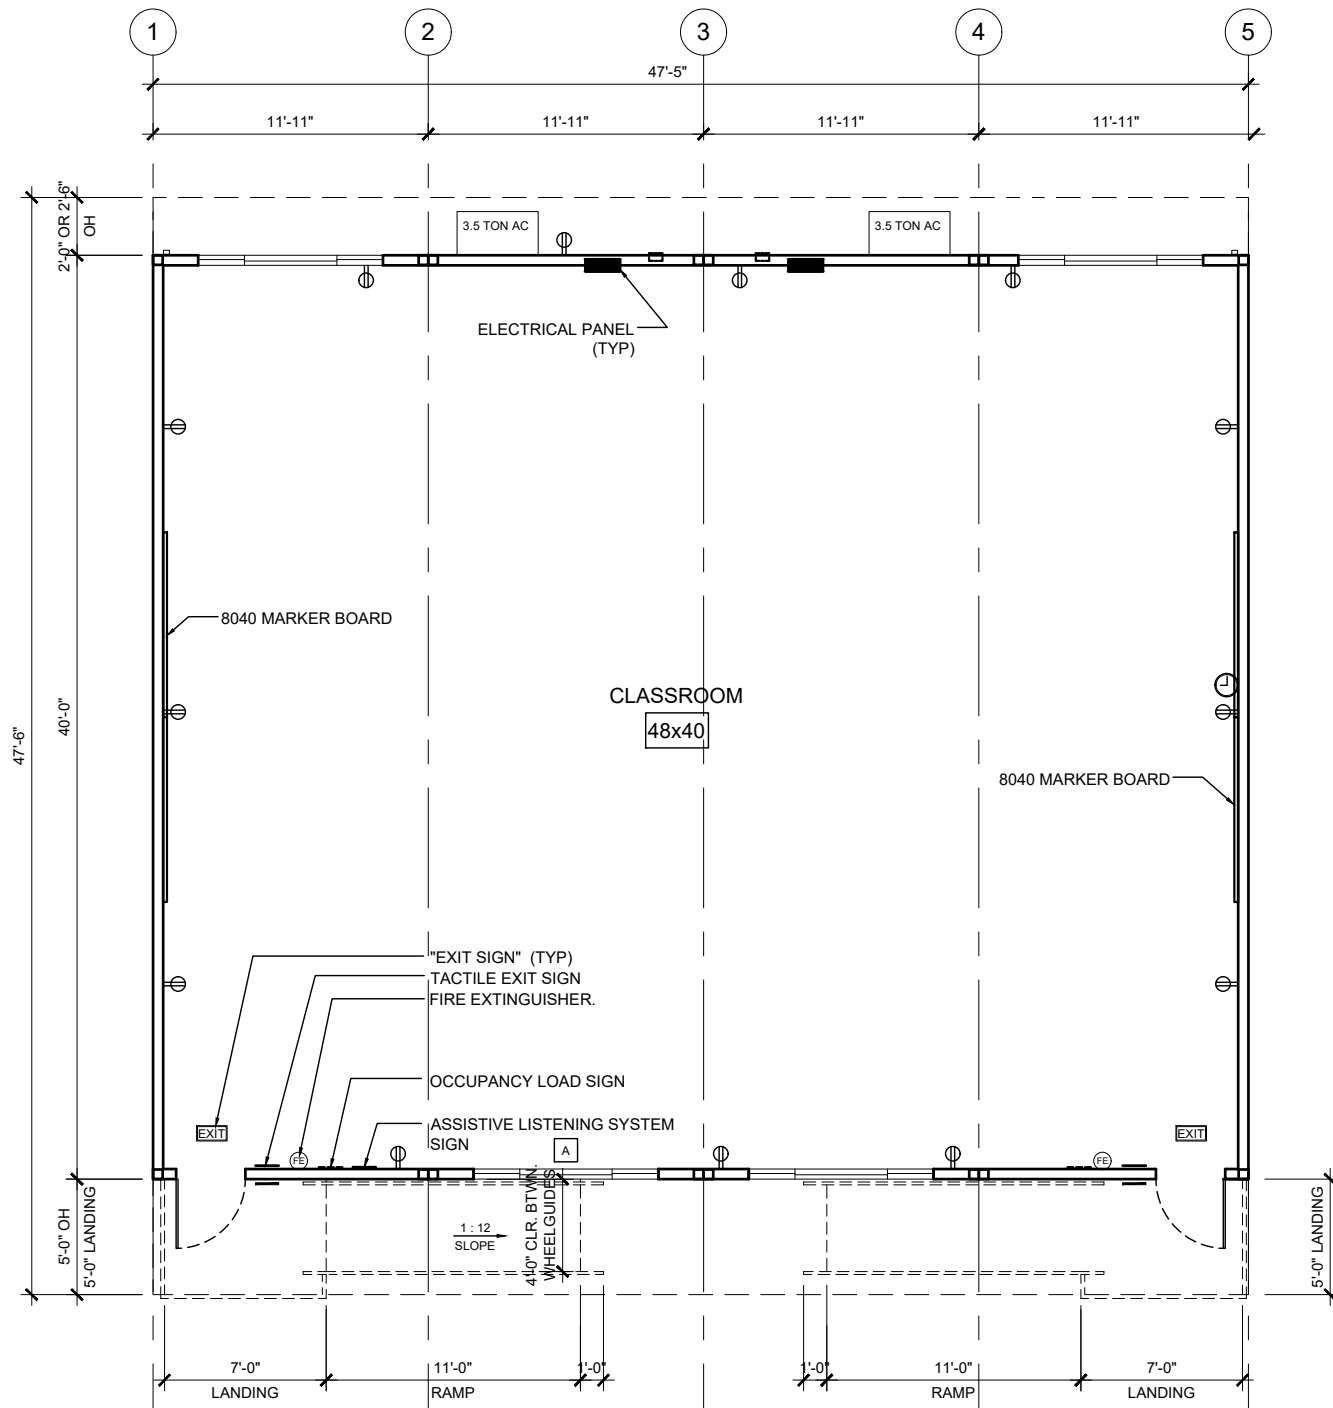 1
2
3
4
5
47'-5"
11'-11"
11'-11"
11'-11"
11'-11"
2'-0" OR 2'-6"
OH
3.5 TON AC
3.5 TON AC
ELECTRICAL PANEL
(TYP)
8040 MARKER BOARD
CLASSROOM
48x40
47'-6"
40'-0"
8040 MARKER BOARD
"EXIT SIGN" (TYP)
TACTILE EXIT SIGN
FIRE EXTINGUISHER.
OCCUPANCY LOAD SIGN
ASSISTIVE LISTENING SYSTEM
SIGN
EXIT
EXIT
A
FE
FE
5'-0" OH
5'-0" LANDING
1 : 12
SLOPE
4'-0" CLR. BTWN.
WHEELGUIDES
5'-0" LANDING
7'-0"
11'-0"
1'-0"
1'-0"
11'-0"
7'-0"
LANDING
RAMP
RAMP
LANDING